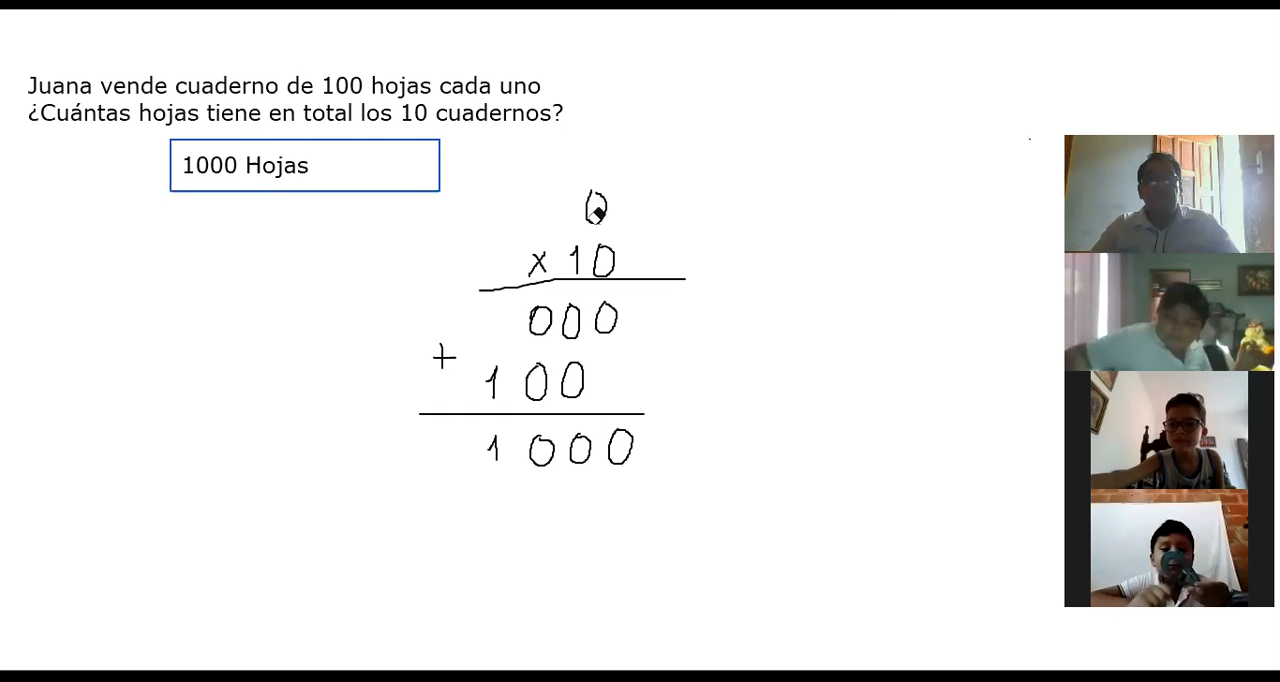 Juana vende cuaderno de 100 hojas cada uno
¿Cuántas hojas tiene en total los 10 cuadernos?
1000 Hojas
0
x 10
000
+
100
1000